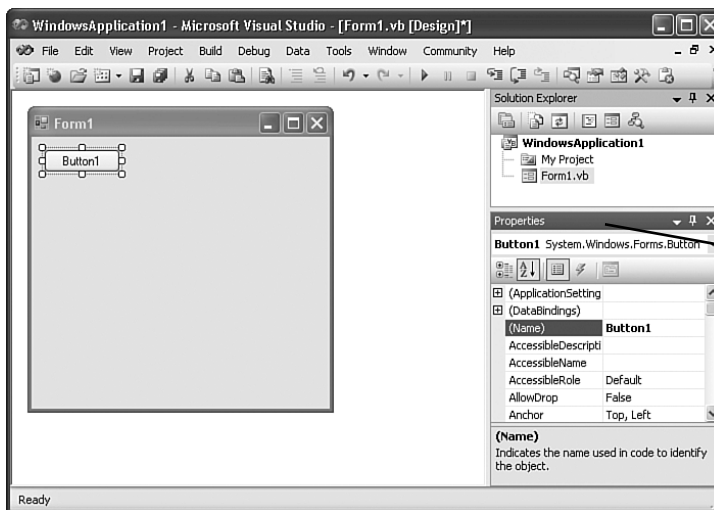 WindowsApplication1 - Microsoft Visual Studio - [Form1.vb [Design]*]
File Edit View Project Build Debug Data Tools Window Community Help
Solution Explorer
Form1
WindowsApplication1
Button1
My Project
Form1.vb
Properties
Button1 System.Windows.Forms.Button
(ApplicationSetting
(DataBindings)
(Name) Button1
AccessibleDescripti
AccessibleName
AccessibleRole Default
AllowDrop False
Anchor Top, Left
(Name)
Indicates the name used in code to identify
the object.
Ready